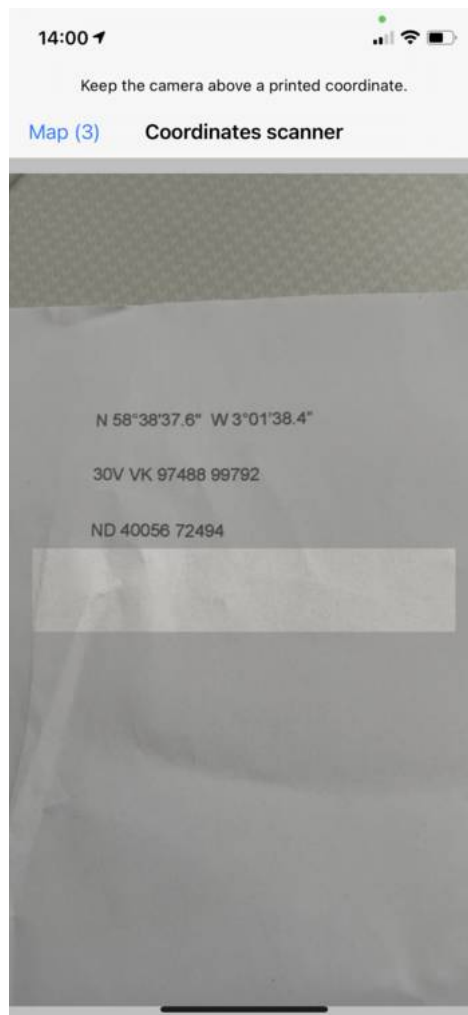 14:00
Keep the camera above a printed coordinate.
Map (3) Coordinates scanner
N 58°38'37.6" W 3°01'38.4"
30V VK 97488 99792
ND 40056 72494